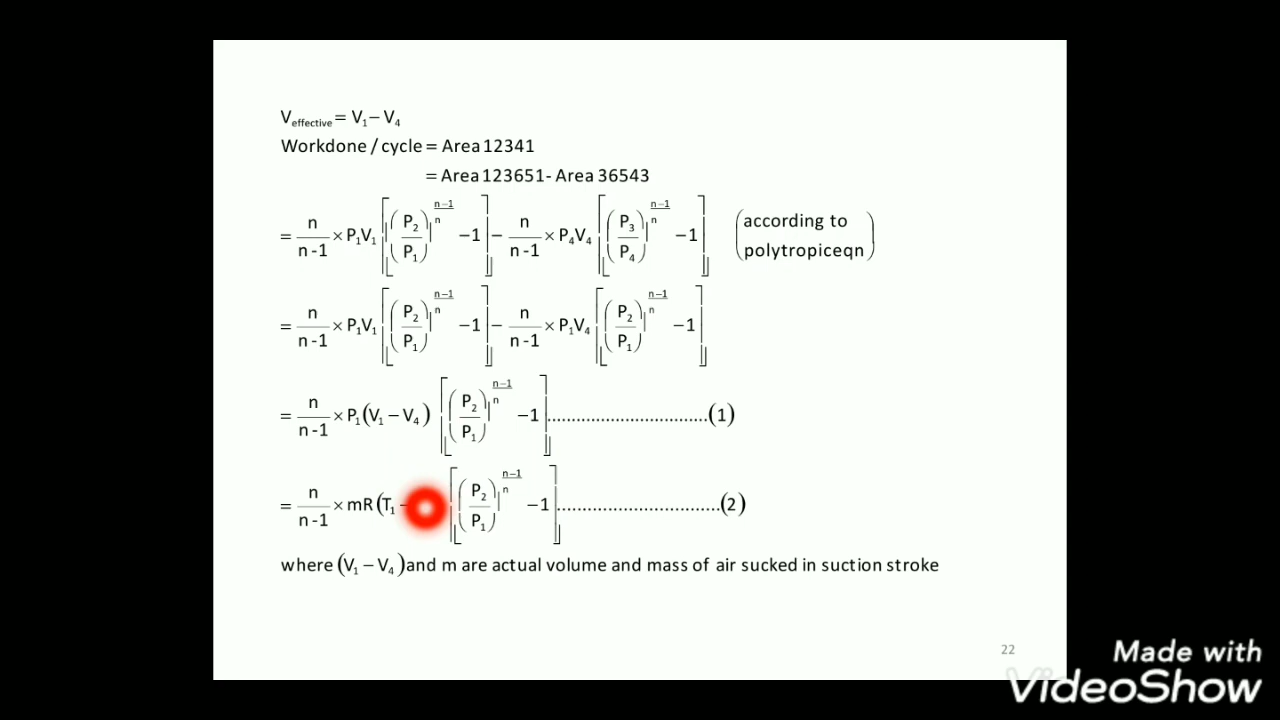 V effective = V₁ − V₄
Workdone / cycle = Area 12341
= Area 123651- Area 36543
= n/(n-1) × P₁V₁ [(P₂/P₁)^((n−1)/n) − 1] − n/(n-1) × P₄V₄ [(P₃/P₄)^((n−1)/n) − 1] (according to polytropiceqn)
= n/(n-1) × P₁V₁ [(P₂/P₁)^((n−1)/n) − 1] − n/(n-1) × P₁V₄ [(P₂/P₁)^((n−1)/n) − 1]
= n/(n-1) × P₁(V₁ − V₄) [(P₂/P₁)^((n−1)/n) − 1].................................(1)
= n/(n-1) × mR (T₁ − [(P₂/P₁)^((n−1)/n) − 1].................................(2)
where (V₁ − V₄) and m are actual volume and mass of air sucked in suction stroke
22
Made with
VideoShow